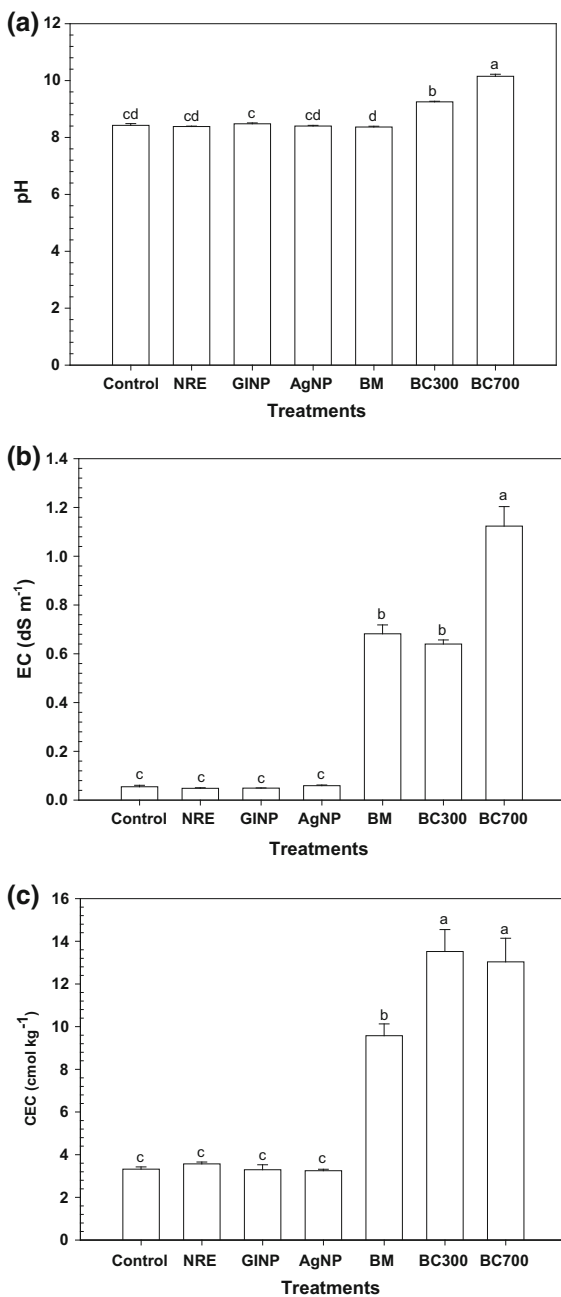 (a)
12
10
8
6
4
2
0
pH
cd cd c cd d b a
Control NRE GINP AgNP BM BC300 BC700
Treatments
(b)
1.4
1.2
1.0
0.8
0.6
0.4
0.2
0.0
EC (dS m⁻¹)
c c c c b b a
Control NRE GINP AgNP BM BC300 BC700
Treatments
(c)
16
14
12
10
8
6
4
2
0
CEC (cmol kg⁻¹)
c c c c b a a
Control NRE GINP AgNP BM BC300 BC700
Treatments